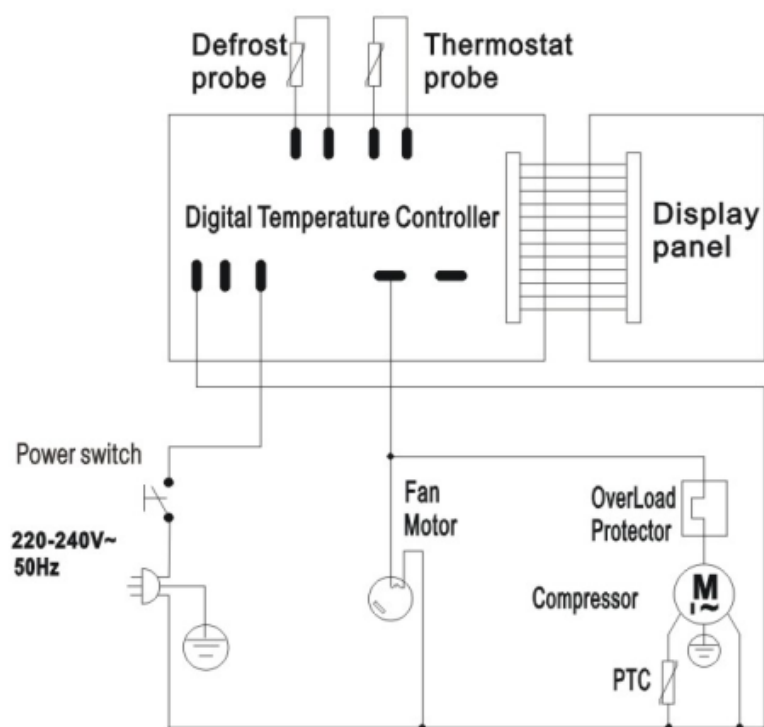 Defrost
probe
Thermostat
probe
Digital Temperature Controller
Display
panel
Power switch
220-240V~
50Hz
Fan
Motor
OverLoad
Protector
Compressor
M
I~
PTC